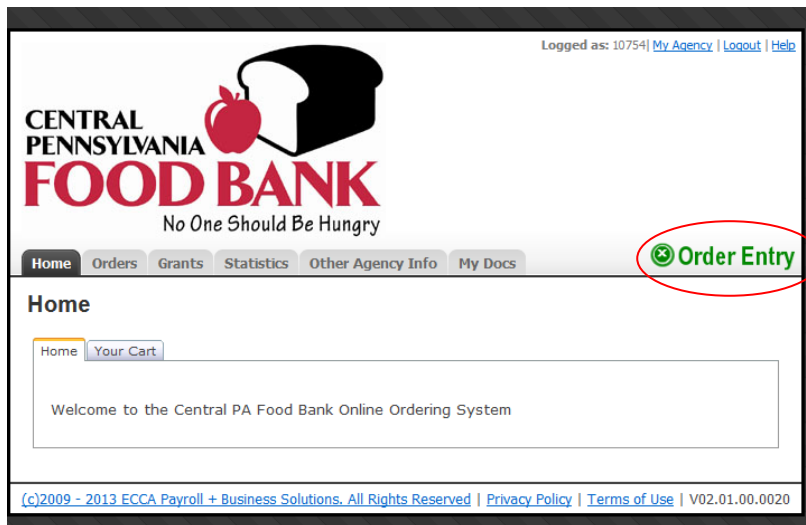 Logged as: 10754| My Agency | Logout | Help
CENTRAL
PENNSYLVANIA
FOOD BANK
No One Should Be Hungry
Home Orders Grants Statistics Other Agency Info My Docs Order Entry
Home
Home Your Cart
Welcome to the Central PA Food Bank Online Ordering System
(c)2009 - 2013 ECCA Payroll + Business Solutions. All Rights Reserved | Privacy Policy | Terms of Use | V02.01.00.0020